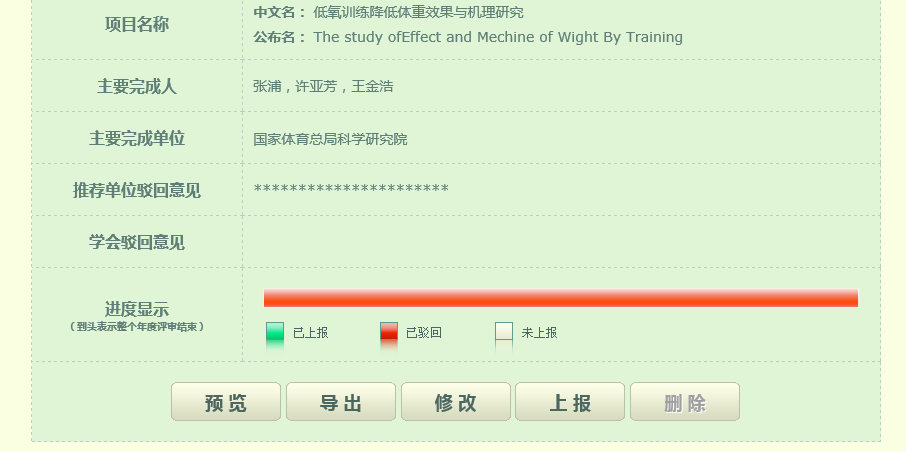 中文名： 低氧训练降低体重效果与机理研究
项目名称
公布名： The study ofEffect and Mechine of Wight By Training
主要完成人 张浦，许亚芳，王金浩
主要完成单位 国家体育总局科学研究院
推荐单位驳回意见 **********************
学会驳回意见
进度显示
（到头表示整个年度评审结束）
已上报 已驳回 未上报
预览 导出 修改 上报 删除